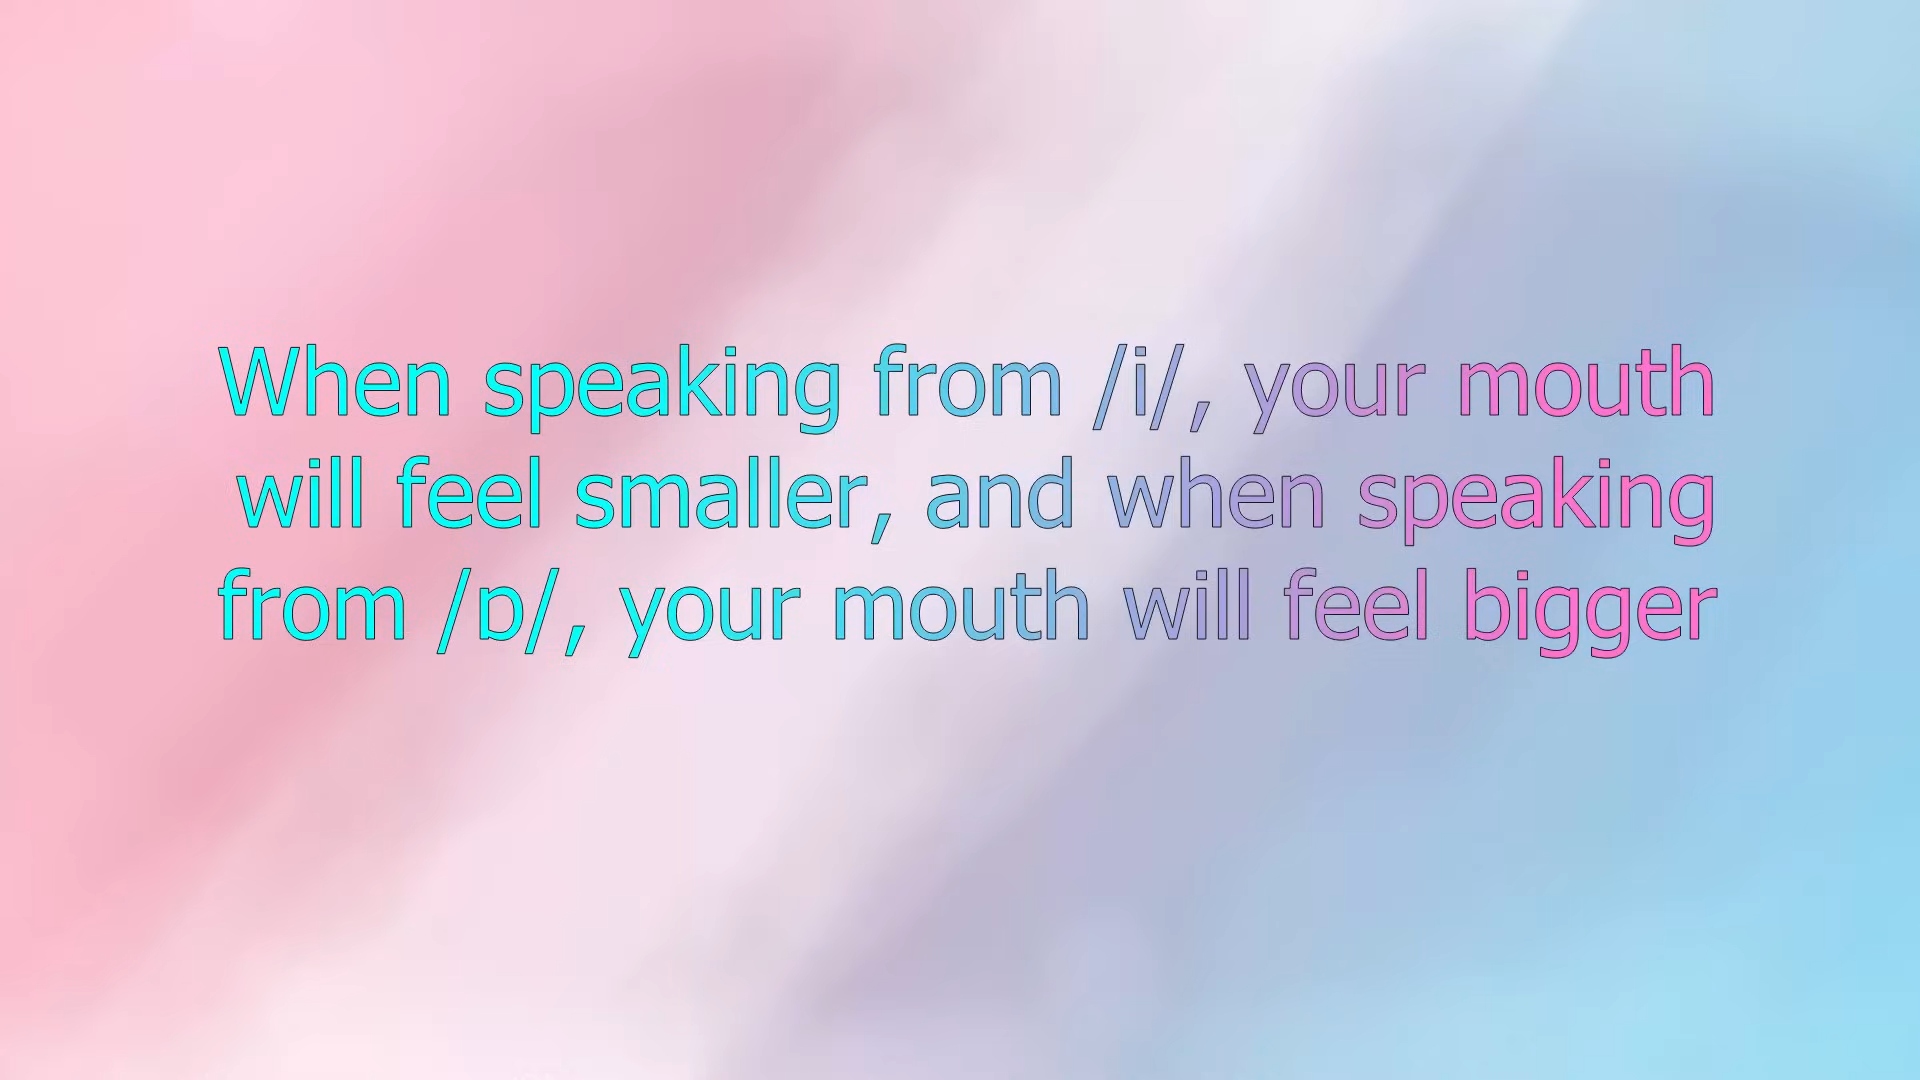 When speaking from /i/, your mouth
will feel smaller, and when speaking
from /ɒ/, your mouth will feel bigger